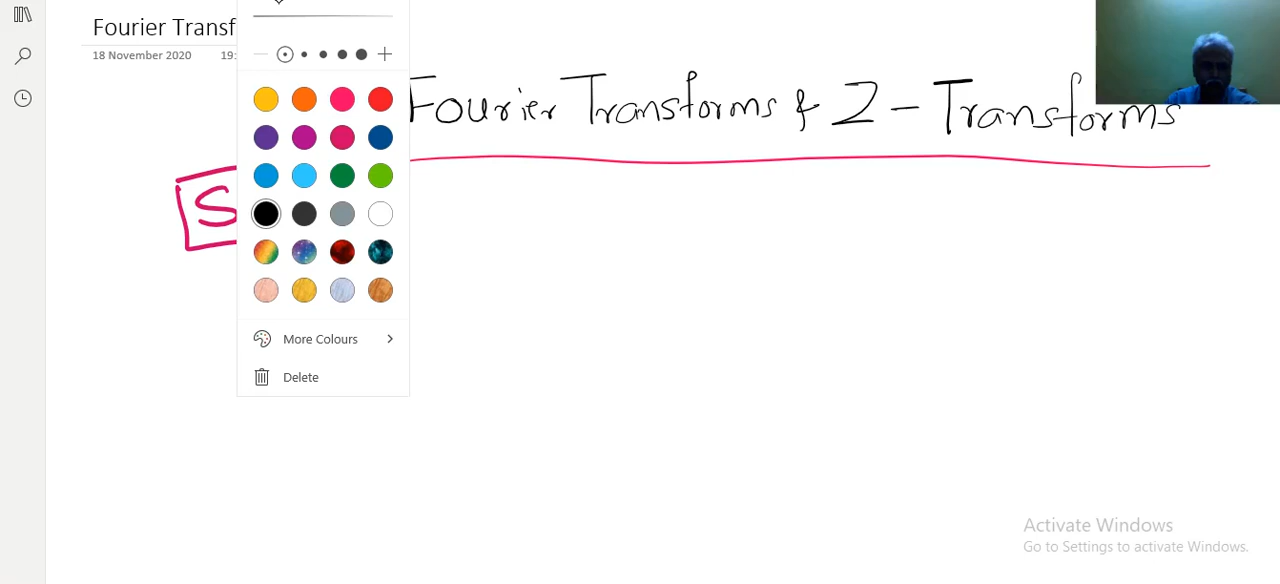 Fourier Transf
18 November 2020 19:
Fourier Transforms & Z - Transforms
S
More Colours
Delete
Activate Windows
Go to Settings to activate Windows.